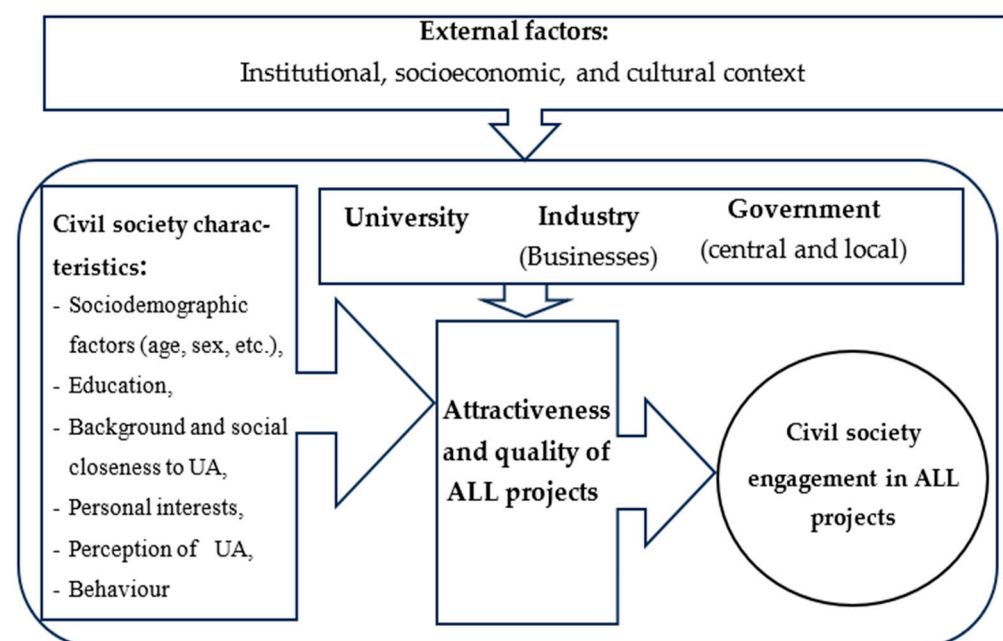 External factors:
Institutional, socioeconomic, and cultural context
Civil society charac-
teristics:
- Sociodemographic
factors (age, sex, etc.),
- Education,
- Background and social
closeness to UA,
- Personal interests,
- Perception of UA,
- Behaviour
University
Industry
(Businesses)
Government
(central and local)
Attractiveness
and quality of
ALL projects
Civil society
engagement in ALL
projects